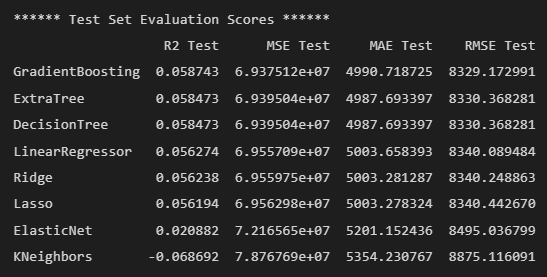 ****** Test Set Evaluation Scores ******
R2 Test MSE Test MAE Test RMSE Test
GradientBoosting 0.058743 6.937512e+07 4990.718725 8329.172991
ExtraTree 0.058473 6.939504e+07 4987.693397 8330.368281
DecisionTree 0.058473 6.939504e+07 4987.693397 8330.368281
LinearRegressor 0.056274 6.955709e+07 5003.658393 8340.089484
Ridge 0.056238 6.955975e+07 5003.281287 8340.248863
Lasso 0.056194 6.956298e+07 5003.278324 8340.442670
ElasticNet 0.020882 7.216565e+07 5201.152436 8495.036799
KNeighbors -0.068692 7.876769e+07 5354.230767 8875.116091